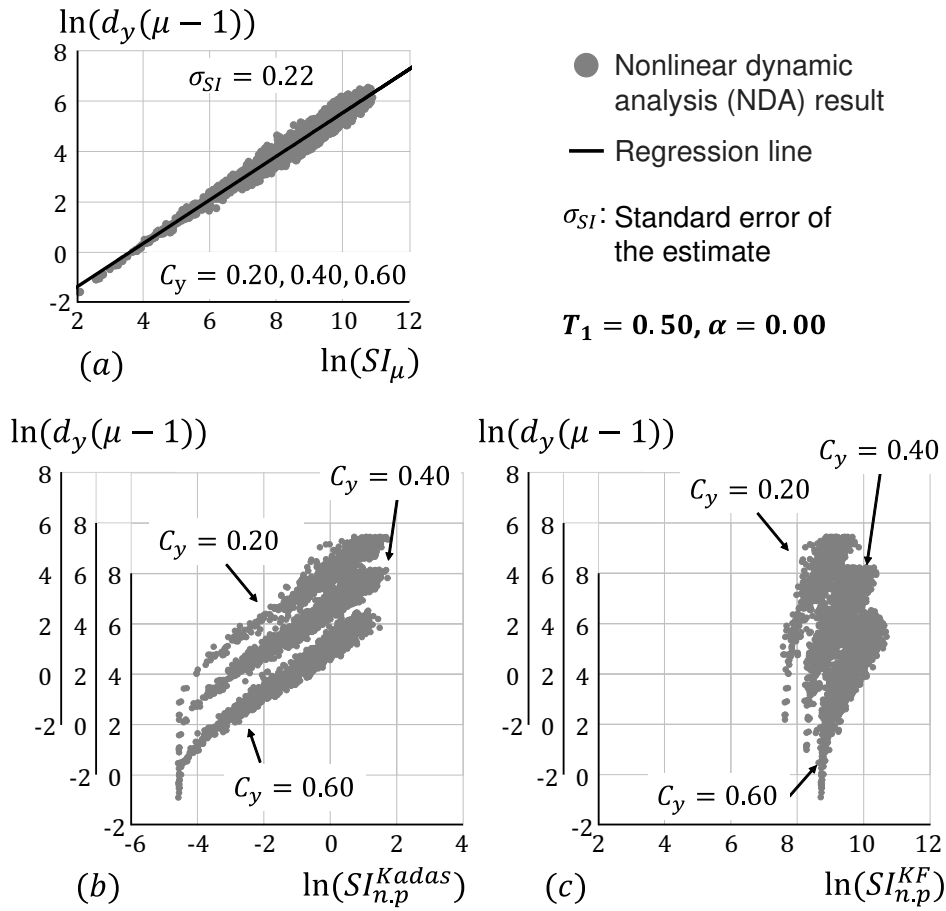 ln(d_y(μ − 1))
8
6
4
2
0
-2
σ_SI = 0.22
C_y = 0.20, 0.40, 0.60
2 4 6 8 10 12
(a) ln(SI_μ)
Nonlinear dynamic
analysis (NDA) result
Regression line
σ_SI: Standard error of
the estimate
T_1 = 0.50, α = 0.00
ln(d_y(μ − 1))
8
6 8
4 6 8
2 4 6
0 2 4
-2 0 2
-2 0
-2
C_y = 0.40
C_y = 0.20
C_y = 0.60
-6 -4 -2 0 2 4
(b) ln(SI_{n.p}^{Kadas})
ln(d_y(μ − 1))
8
6 8
4 6 8
2 4 6
0 2 4
-2 0 2
-2 0
-2
C_y = 0.40
C_y = 0.20
C_y = 0.60
2 4 6 8 10 12
(c) ln(SI_{n.p}^{KF})